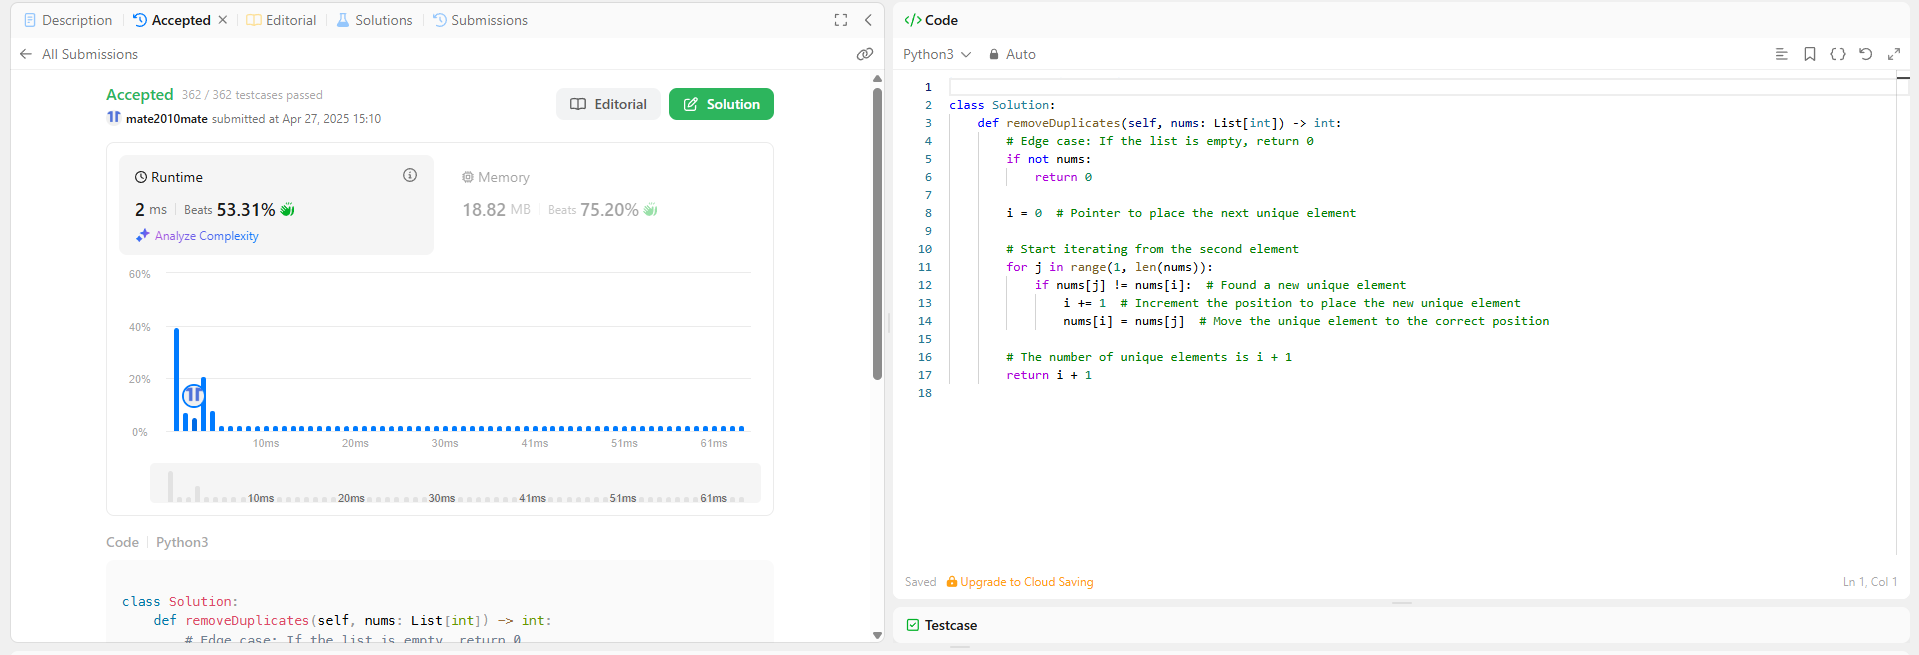 Description Accepted Editorial Solutions Submissions
All Submissions
Accepted 362 / 362 testcases passed
mate2010mate submitted at Apr 27, 2025 15:10
Editorial Solution
Runtime
2 ms Beats 53.31%
Analyze Complexity
Memory
18.82 MB Beats 75.20%
60%
40%
20%
0%
10ms 20ms 30ms 41ms 51ms 61ms
10ms 20ms 30ms 41ms 51ms 61ms
Code Python3
class Solution:
    def removeDuplicates(self, nums: List[int]) -> int:
        # Edge case: If the list is empty, return 0
</> Code
Python3 Auto
1
2 class Solution:
3     def removeDuplicates(self, nums: List[int]) -> int:
4         # Edge case: If the list is empty, return 0
5         if not nums:
6             return 0
7
8         i = 0  # Pointer to place the next unique element
9
10         # Start iterating from the second element
11         for j in range(1, len(nums)):
12             if nums[j] != nums[i]:  # Found a new unique element
13                 i += 1  # Increment the position to place the new unique element
14                 nums[i] = nums[j]  # Move the unique element to the correct position
15
16         # The number of unique elements is i + 1
17         return i + 1
18
Saved Upgrade to Cloud Saving Ln 1, Col 1
Testcase